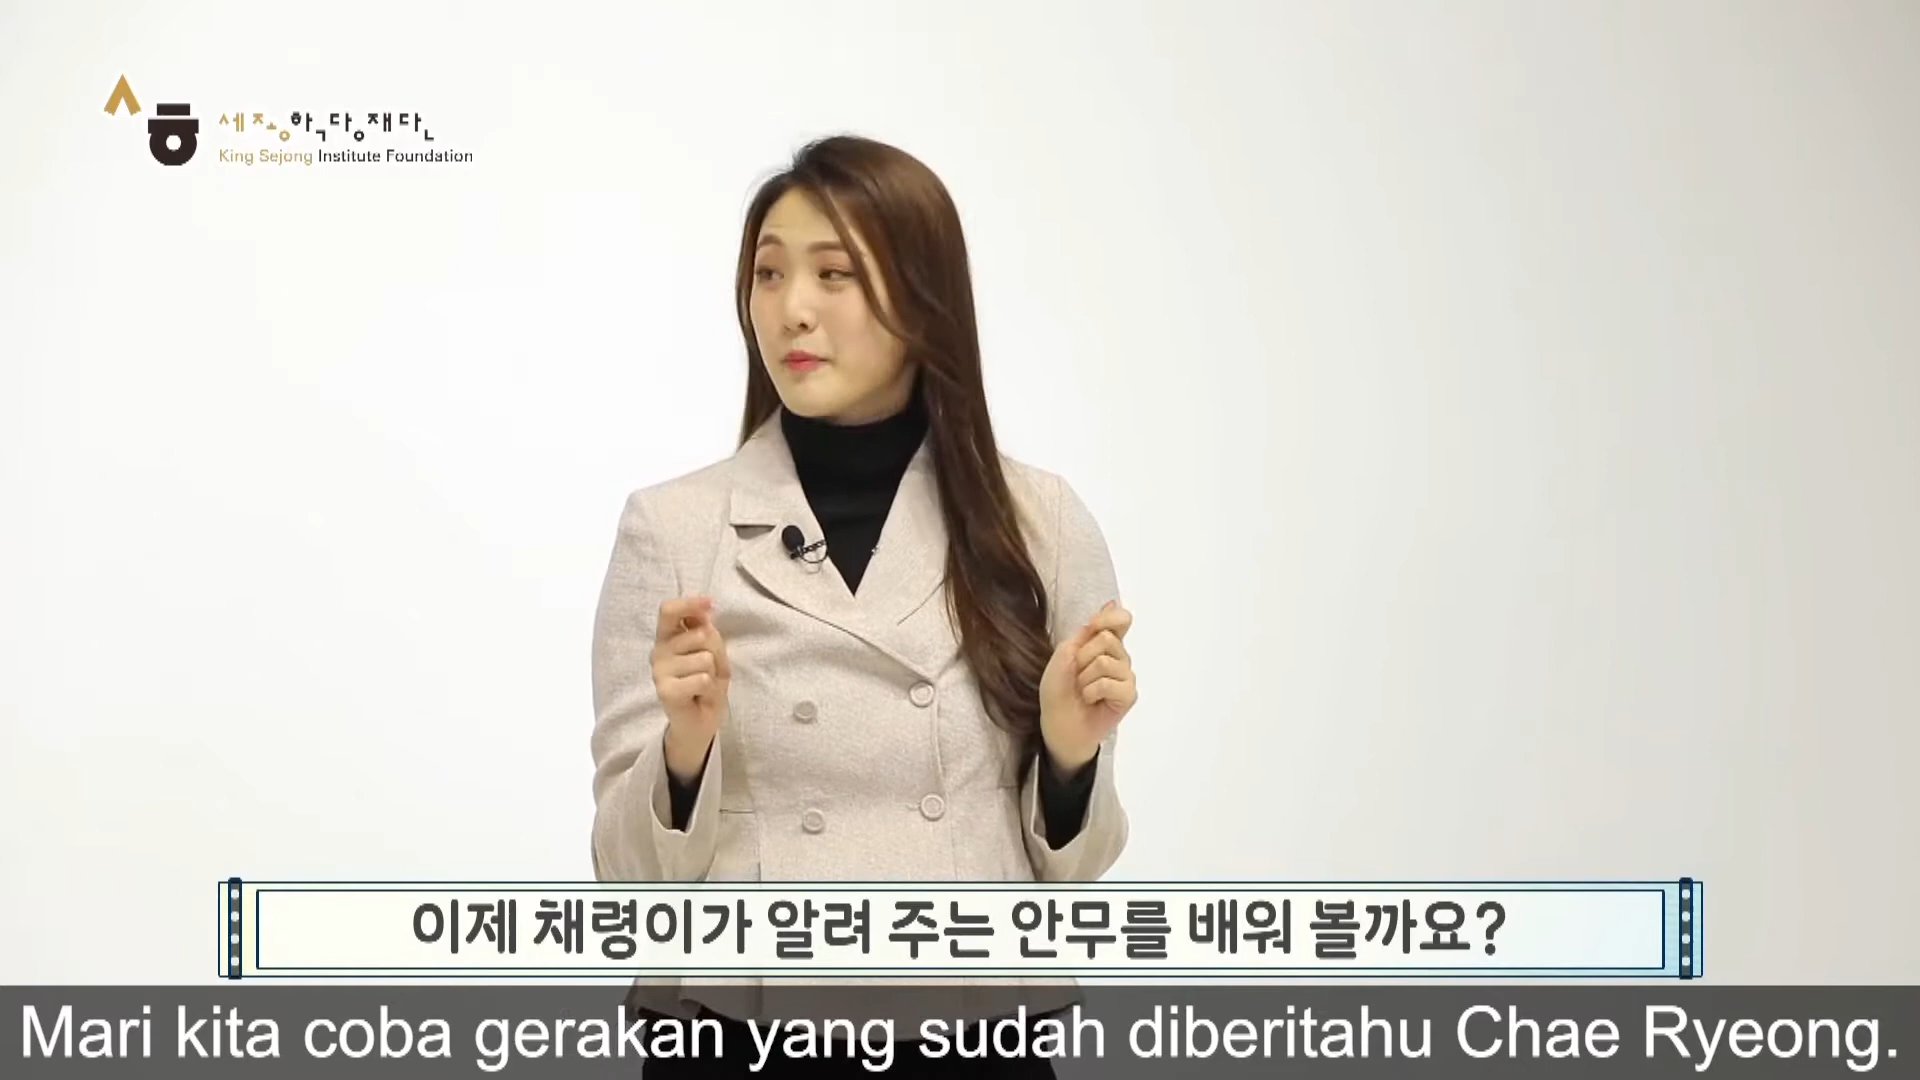 세종학당재단
King Sejong Institute Foundation
이제 채령이가 알려 주는 안무를 배워 볼까요?
Mari kita coba gerakan yang sudah diberitahu Chae Ryeong.